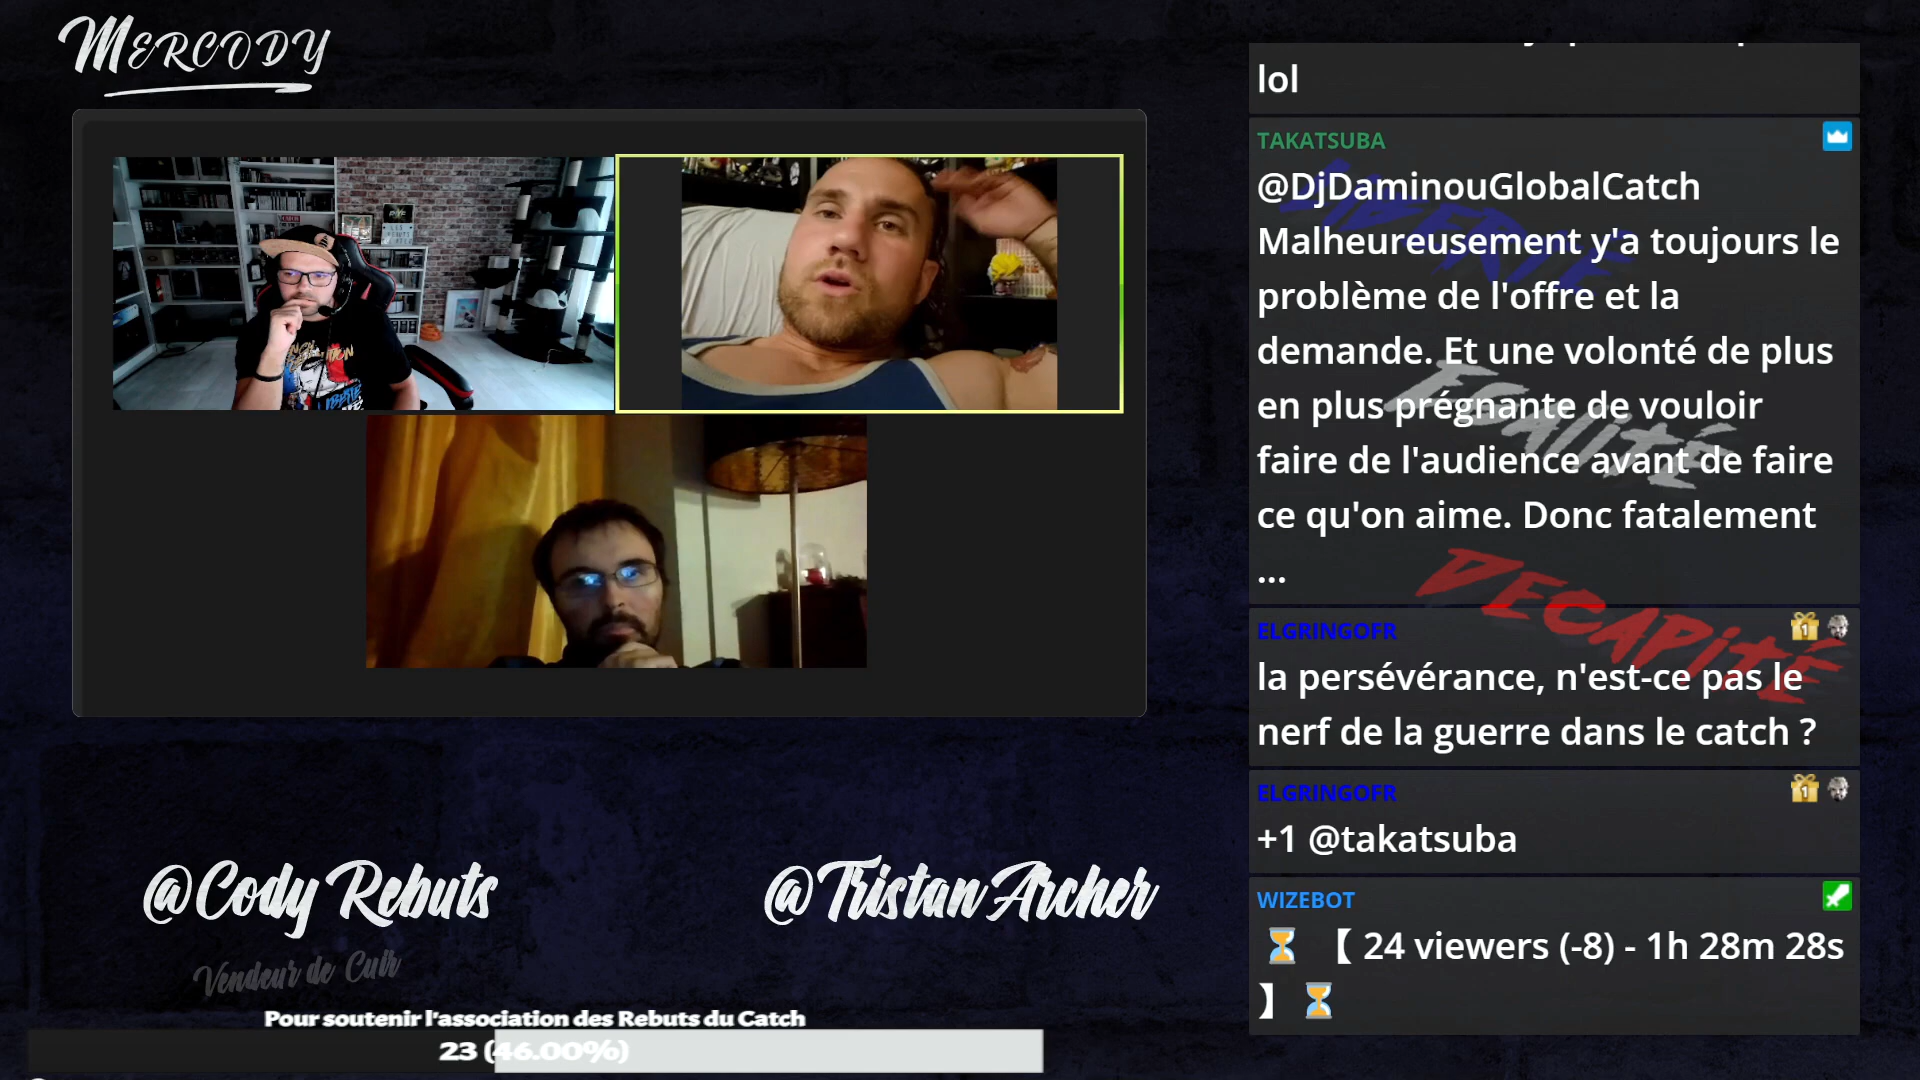 MERCODY
lol
TAKATSUBA
@DjDaminouGlobalCatch
Malheureusement y'a toujours le
problème de l'offre et la
demande. Et une volonté de plus
en plus prégnante de vouloir
faire de l'audience avant de faire
ce qu'on aime. Donc fatalement
...
LIBERTÉ
EGALITÉ
DECAPITÉ
ELGRINGOFR
la persévérance, n'est-ce pas le
nerf de la guerre dans le catch ?
ELGRINGOFR
+1 @takatsuba
WIZEBOT
⏳ 【 24 viewers (-8) - 1h 28m 28s
】 ⏳
@Cody Rebuts
@Tristan Archer
Vendeur de Cuir
Pour soutenir l'association des Rebuts du Catch
23 (46.00%)